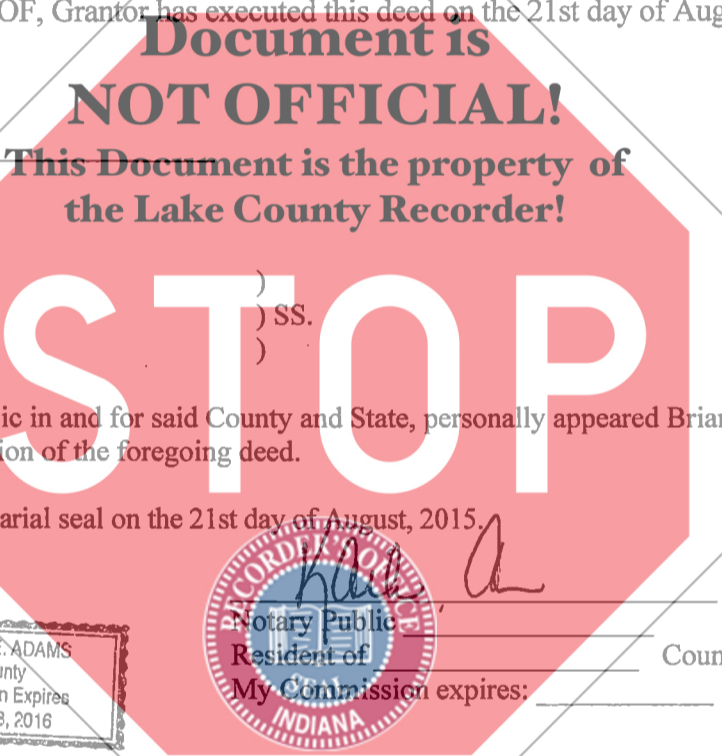 OF, Grantor has executed this deed on the 21st day of Aug
Document is
NOT OFFICIAL!
This Document is the property of
the Lake County Recorder!
)
) SS.
)
STOP
ic in and for said County and State, personally appeared Brian
ion of the foregoing deed.
arial seal on the 21st day of August, 2015.
RECORDER'S OFFICE
SEAL
INDIANA
Notary Public
Resident of Coun
My Commission expires:
E. ADAMS
unty
n Expires
3, 2016